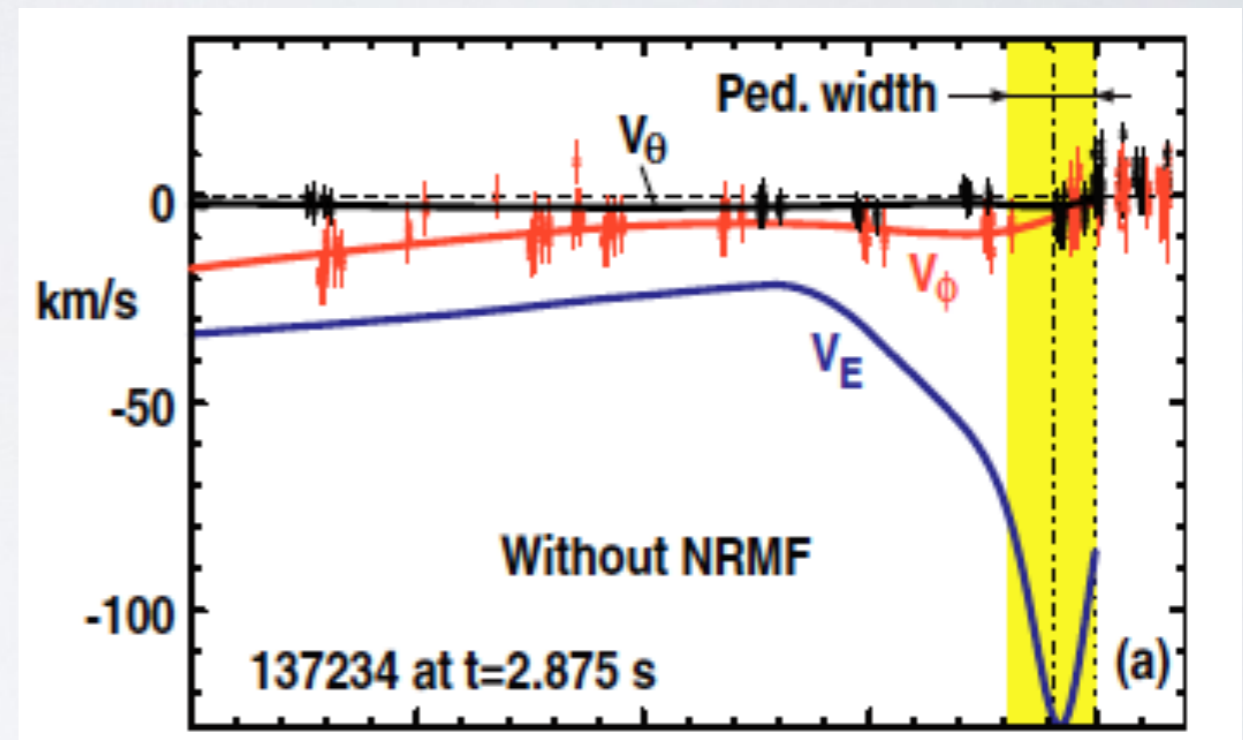 Ped. width
Vθ
0
Vϕ
km/s
VE
-50
Without NRMF
-100
137234 at t=2.875 s
(a)